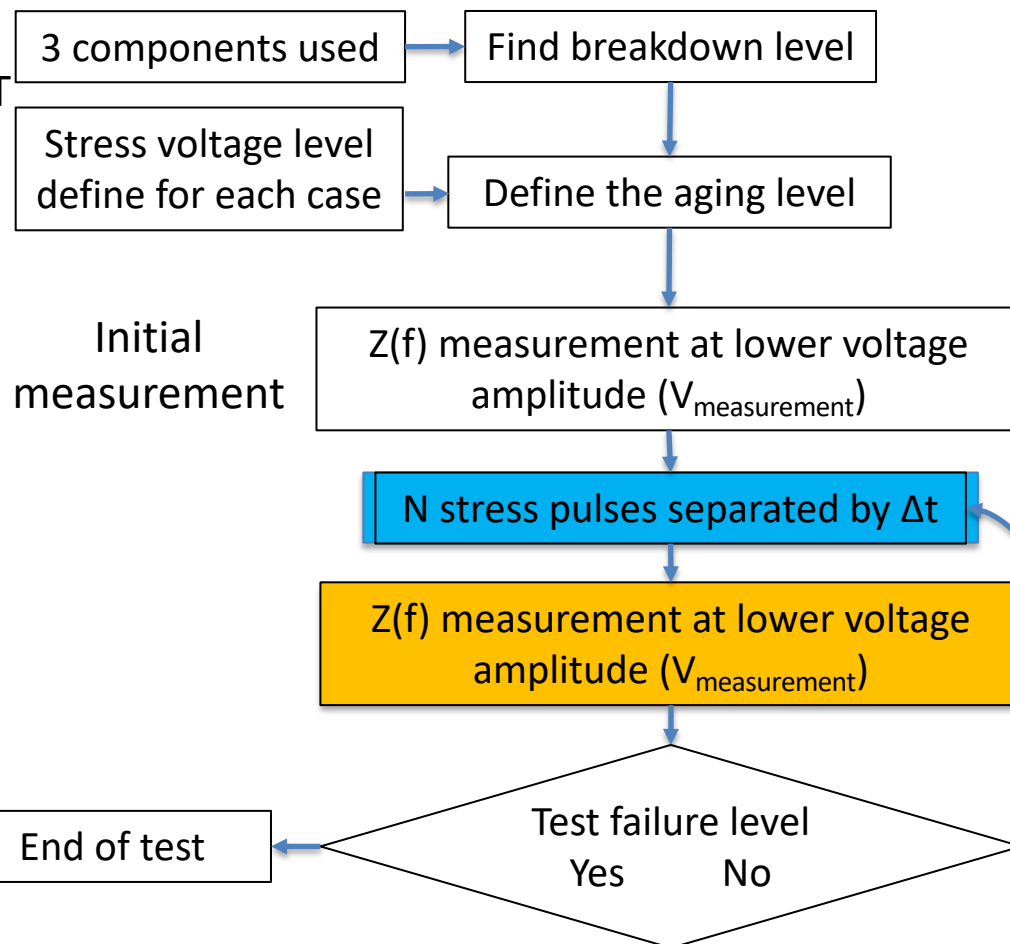 3 components used
Find breakdown level
Stress voltage level
define for each case
Define the aging level
Initial
measurement
Z(f) measurement at lower voltage
amplitude (Vmeasurement)
N stress pulses separated by Δt
Z(f) measurement at lower voltage
amplitude (Vmeasurement)
Test failure level
Yes No
End of test